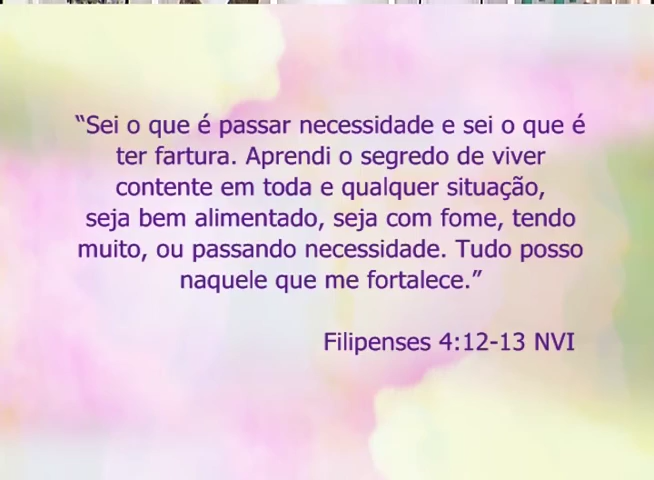 “Sei o que é passar necessidade e sei o que é
ter fartura. Aprendi o segredo de viver
contente em toda e qualquer situação,
seja bem alimentado, seja com fome, tendo
muito, ou passando necessidade. Tudo posso
naquele que me fortalece.”
Filipenses 4:12-13 NVI